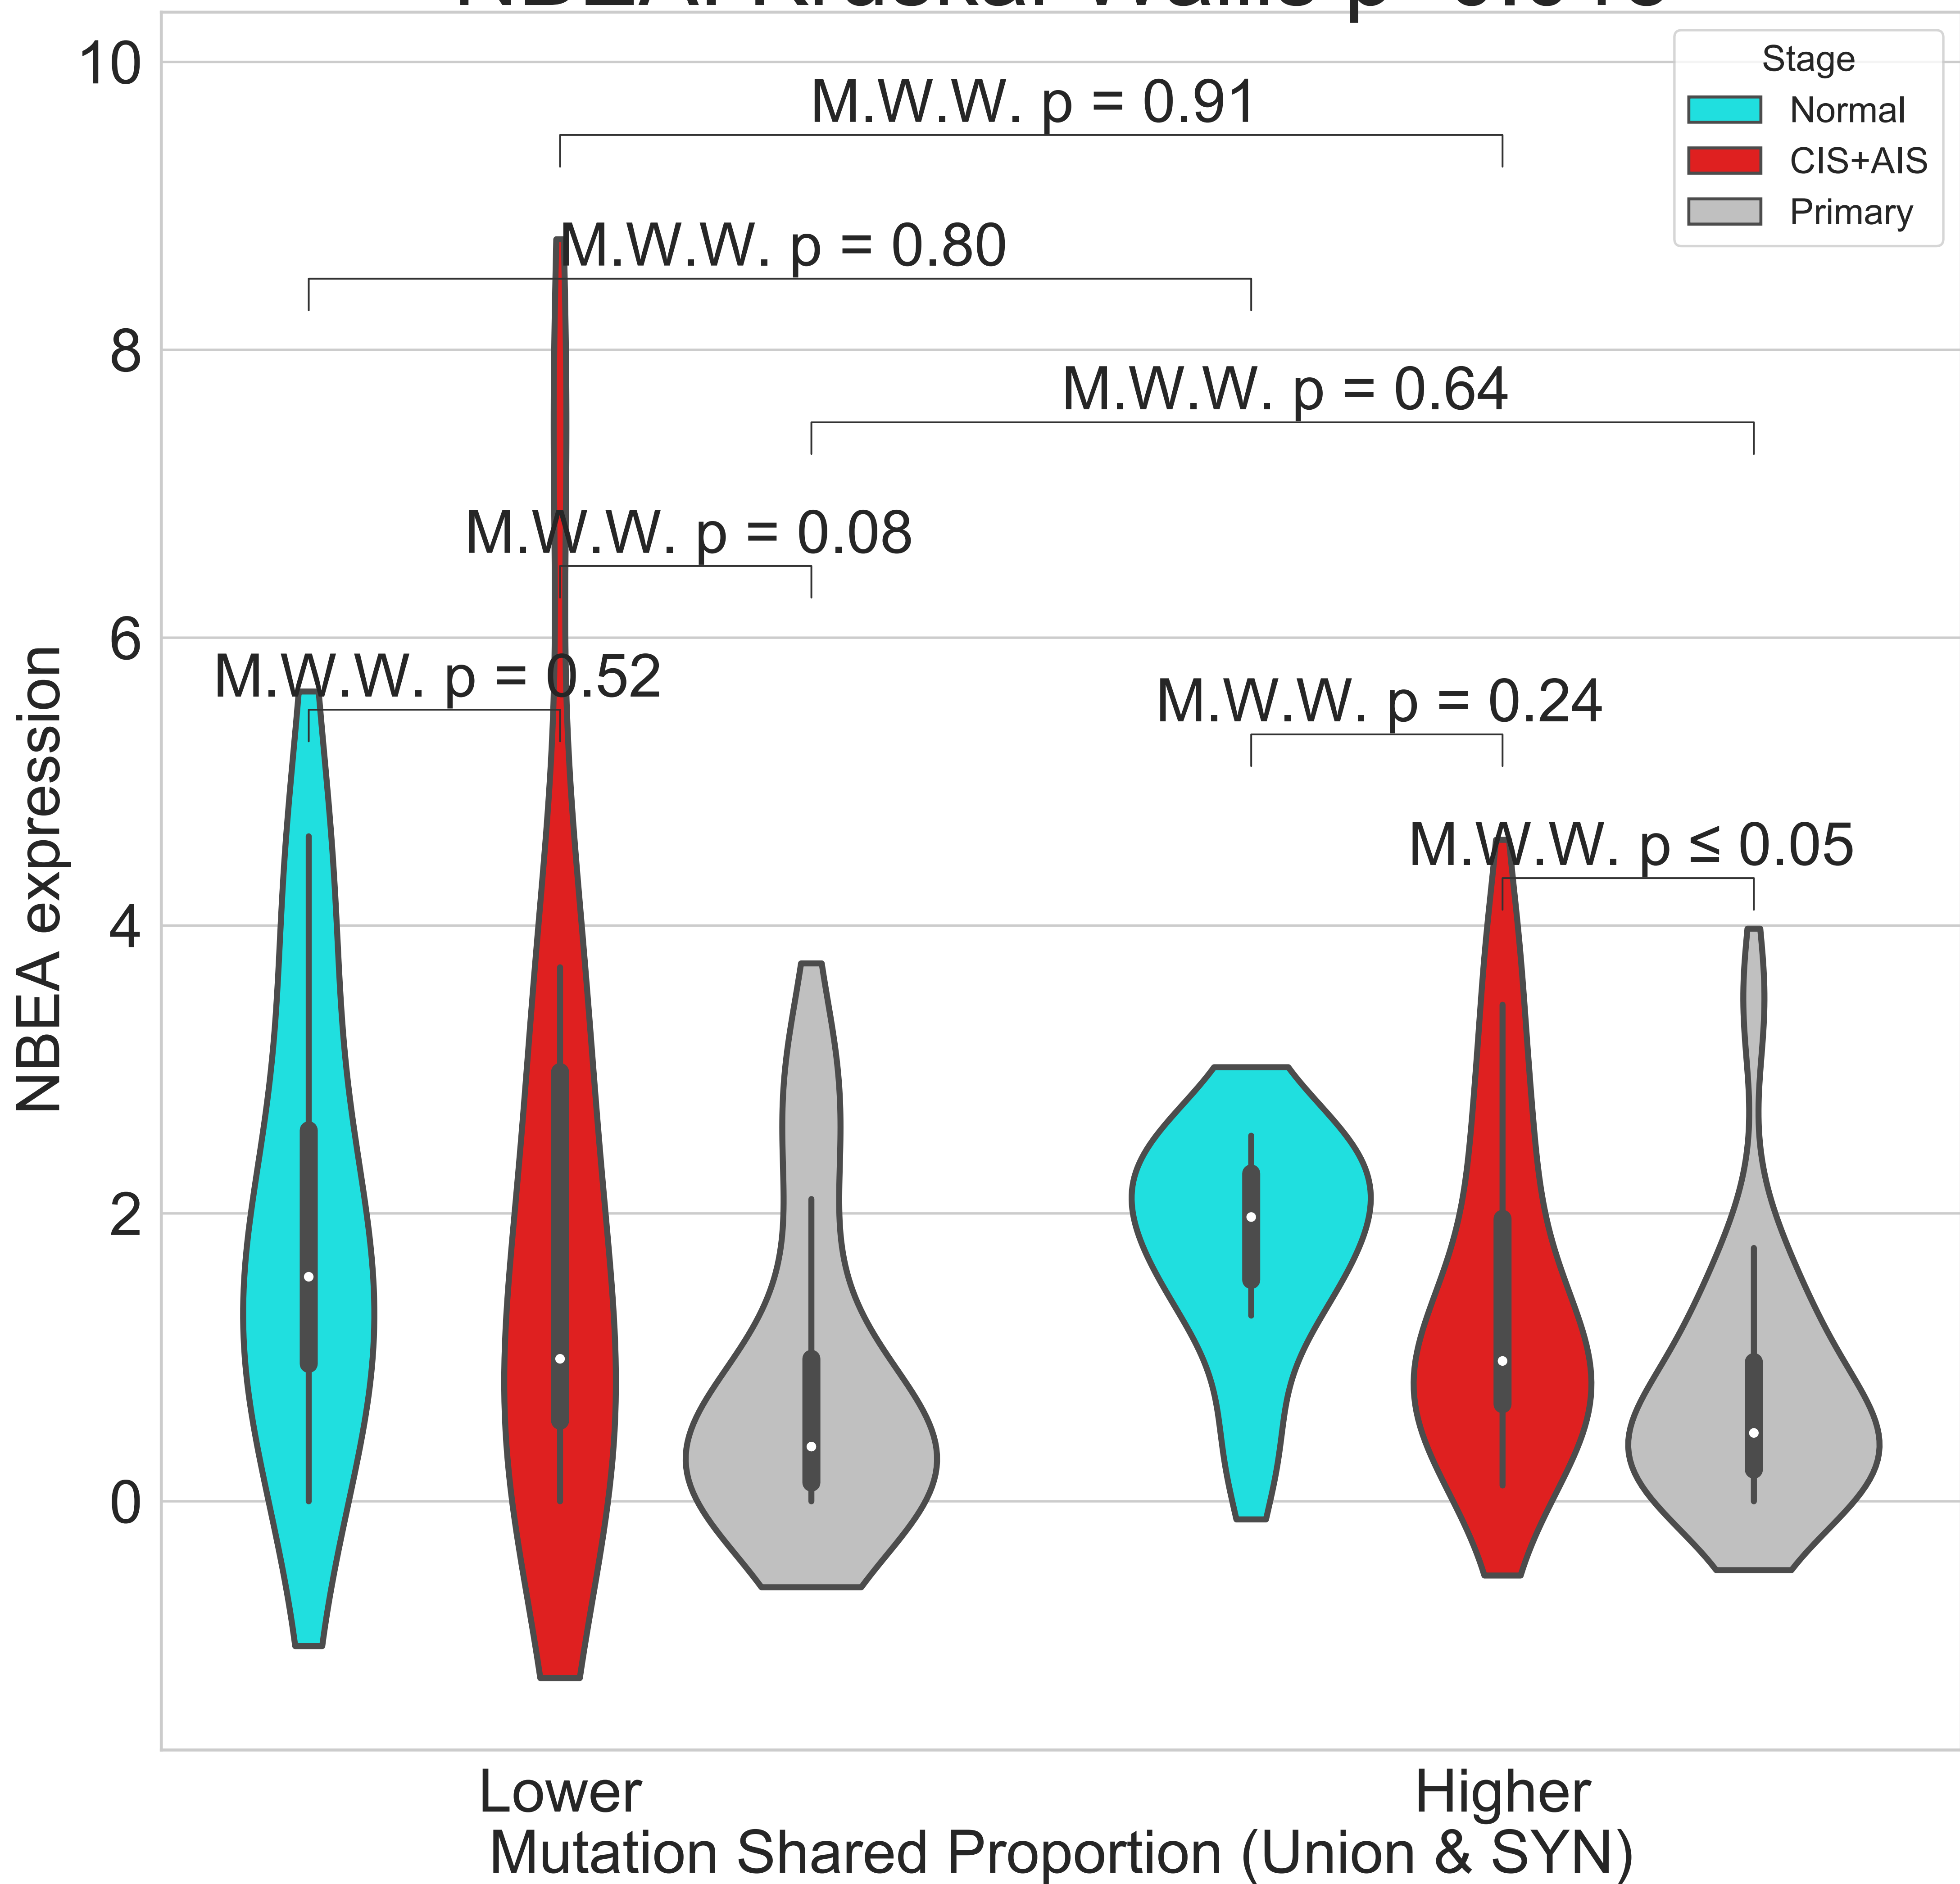 10
8
6
4
2
0
NBEA expression
M.W.W. p = 0.91
M.W.W. p = 0.80
M.W.W. p = 0.64
M.W.W. p = 0.08
M.W.W. p = 0.52
M.W.W. p = 0.24
M.W.W. p ≤ 0.05
Stage
Normal
CIS+AIS
Primary
Lower
Higher
Mutation Shared Proportion (Union & SYN)